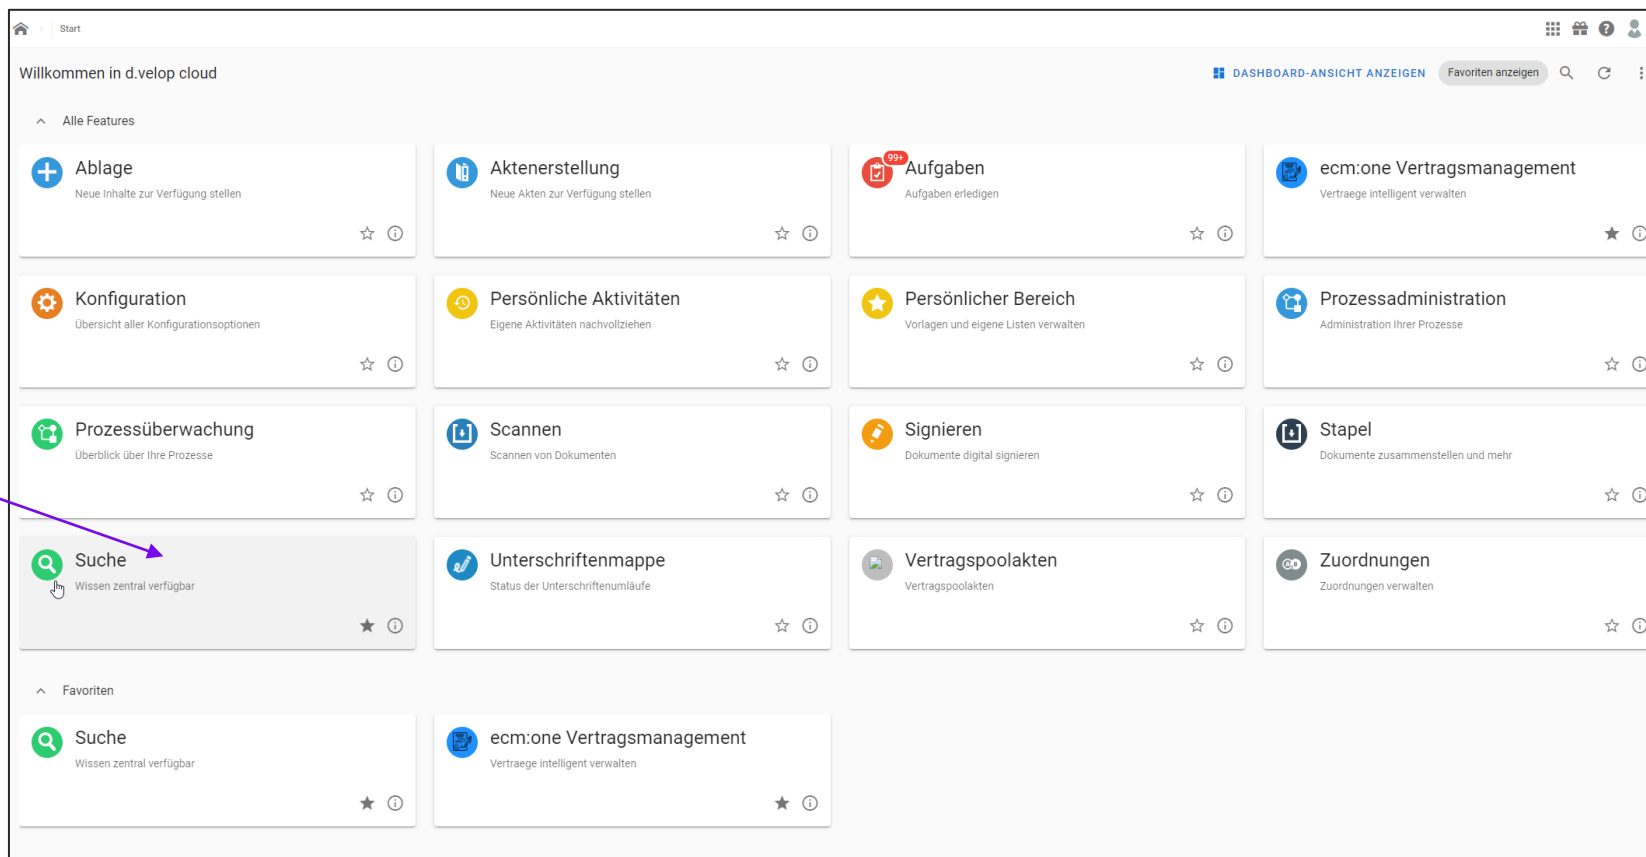 Start
Willkommen in d.velop cloud
DASHBOARD-ANSICHT ANZEIGEN
Favoriten anzeigen
Alle Features
Ablage
Neue Inhalte zur Verfügung stellen
Aktenerstellung
Neue Akten zur Verfügung stellen
99+
Aufgaben
Aufgaben erledigen
ecm:one Vertragsmanagement
Vertraege intelligent verwalten
Konfiguration
Übersicht aller Konfigurationsoptionen
Persönliche Aktivitäten
Eigene Aktivitäten nachvollziehen
Persönlicher Bereich
Vorlagen und eigene Listen verwalten
Prozessadministration
Administration Ihrer Prozesse
Prozessüberwachung
Überblick über Ihre Prozesse
Scannen
Scannen von Dokumenten
Signieren
Dokumente digital signieren
Stapel
Dokumente zusammenstellen und mehr
Suche
Wissen zentral verfügbar
Unterschriftenmappe
Status der Unterschriftenumläufe
Vertragspoolakten
Vertragspoolakten
Zuordnungen
Zuordnungen verwalten
Favoriten
Suche
Wissen zentral verfügbar
ecm:one Vertragsmanagement
Vertraege intelligent verwalten